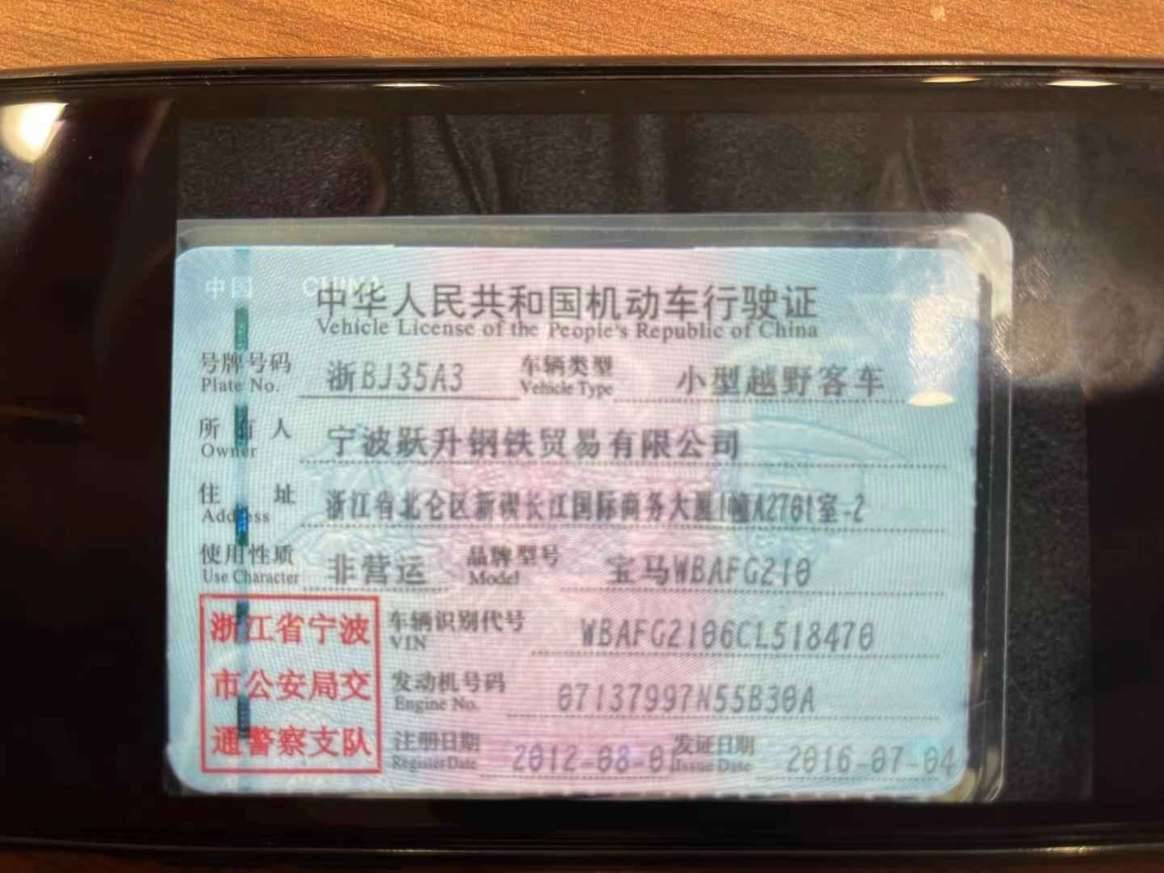 中国 CHINA
中华人民共和国机动车行驶证
Vehicle License of the People's Republic of China
号牌号码 浙BJ35A3 车辆类型 小型越野客车
Plate No. Vehicle Type
所有人 宁波跃升钢铁贸易有限公司
Owner
住址 浙江省北仑区新碶长江国际商务大厦1幢A2701室-2
Address
使用性质 非营运 品牌型号 宝马WBAFG210
Use Character Model
浙江省宁波
市公安局交
通警察支队
车辆识别代号 WBAFG2106CL518470
VIN
发动机号码 07137997N55B30A
Engine No.
注册日期 2012-08-01 发证日期 2016-07-04
Register Date Issue Date